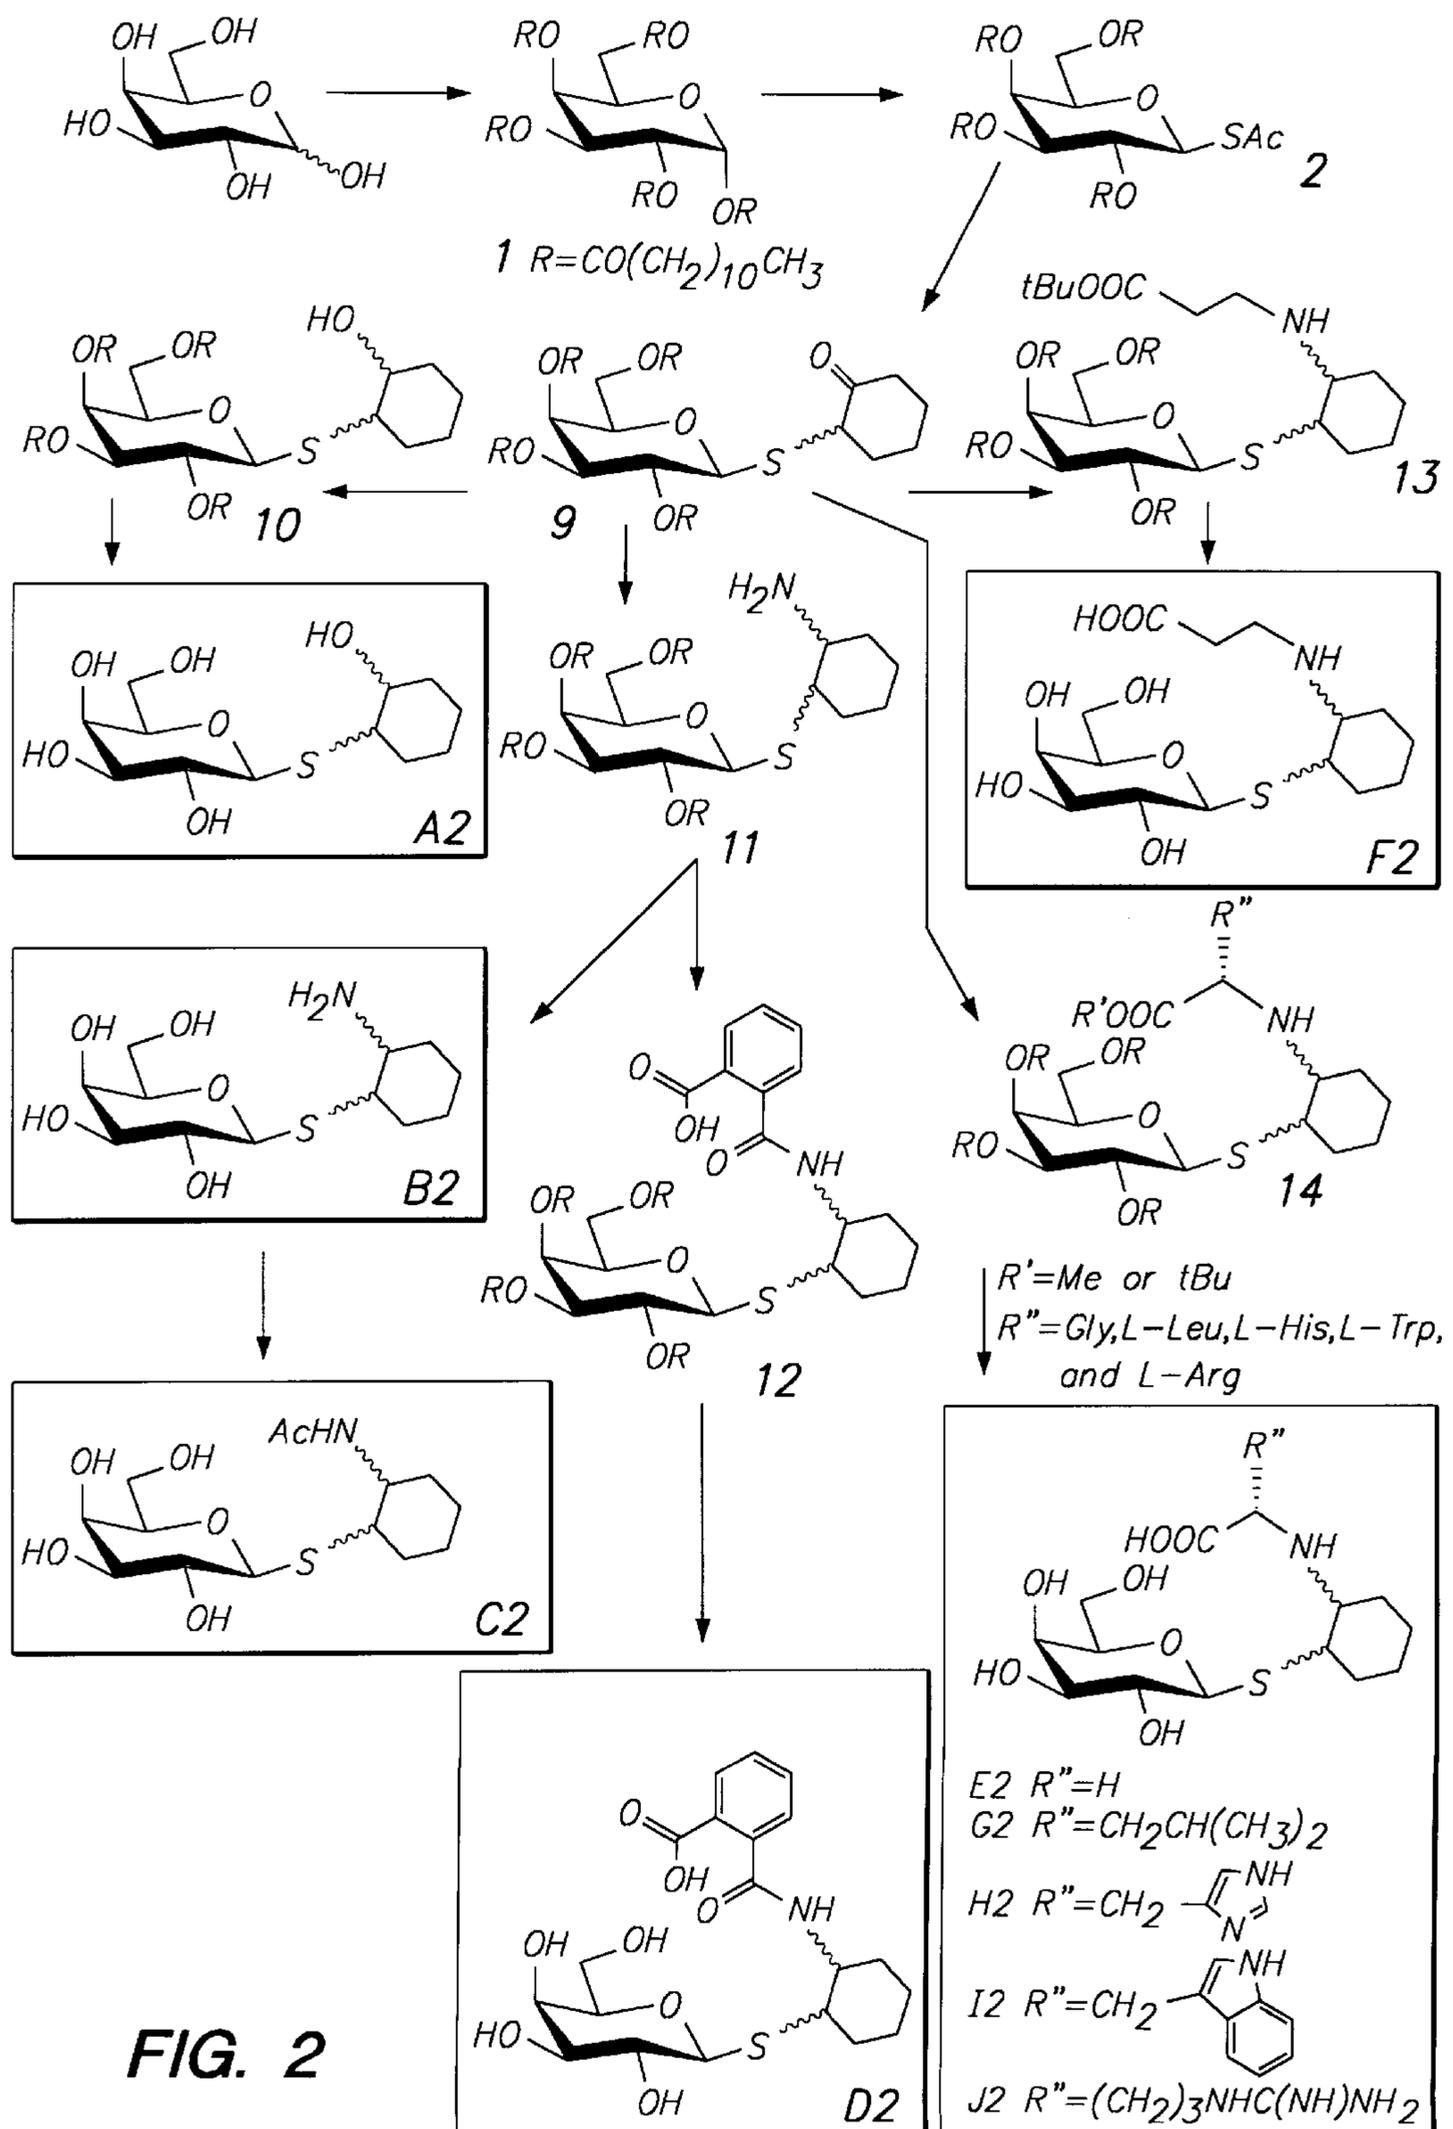 OH OH
O
HO
OH
OH
RO RO
O
RO
RO
OR
1 R=CO(CH2)10CH3
RO OR
O
RO
RO
SAc
2
HO
OR OR
O
RO
S
OR
10
O
OR OR
O
RO
S
OR
9
tBuOOC
NH
OR OR
O
RO
S
OR
13
HO
OH OH
O
HO
S
OH
A2
H2N
OR OR
O
RO
S
OR
11
HOOC
NH
OH OH
O
HO
S
OH
F2
H2N
OH OH
O
HO
S
OH
B2
O
OH
O
NH
OR OR
O
RO
S
OR
12
R"
R'OOC
NH
OR OR
O
RO
S
OR
14
R'=Me or tBu
R"=Gly,L-Leu,L-His,L-Trp,
and L-Arg
AcHN
OH OH
O
HO
S
OH
C2
O
OH
O
NH
OH OH
O
HO
S
OH
D2
R"
HOOC
NH
OH OH
O
HO
S
OH
E2 R"=H
G2 R"=CH2CH(CH3)2
H2 R"=CH2
NH
N
I2 R"=CH2
NH
J2 R"=(CH2)3NHC(NH)NH2
FIG. 2